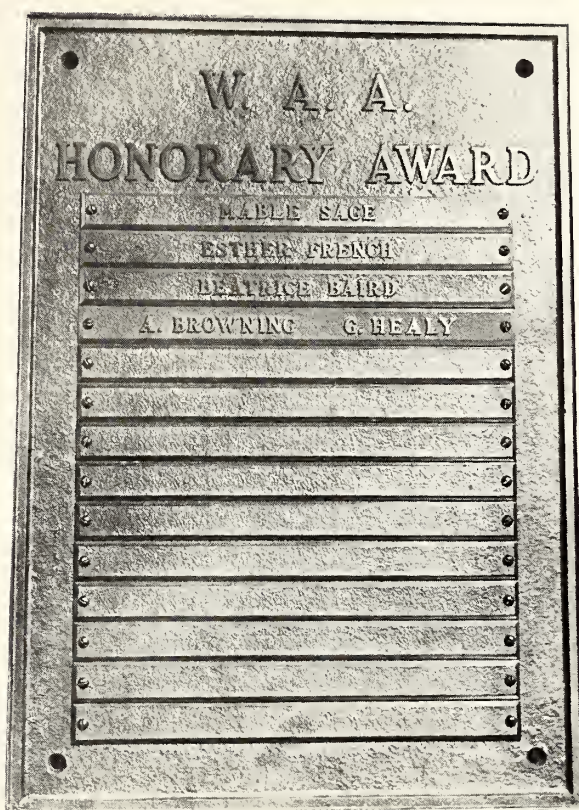 W. A. A.
HONORARY AWARD
MABLE SAGE
ESTHER FRENCH
BEATRICE BAIRD
A. BROWNING G. HEALY